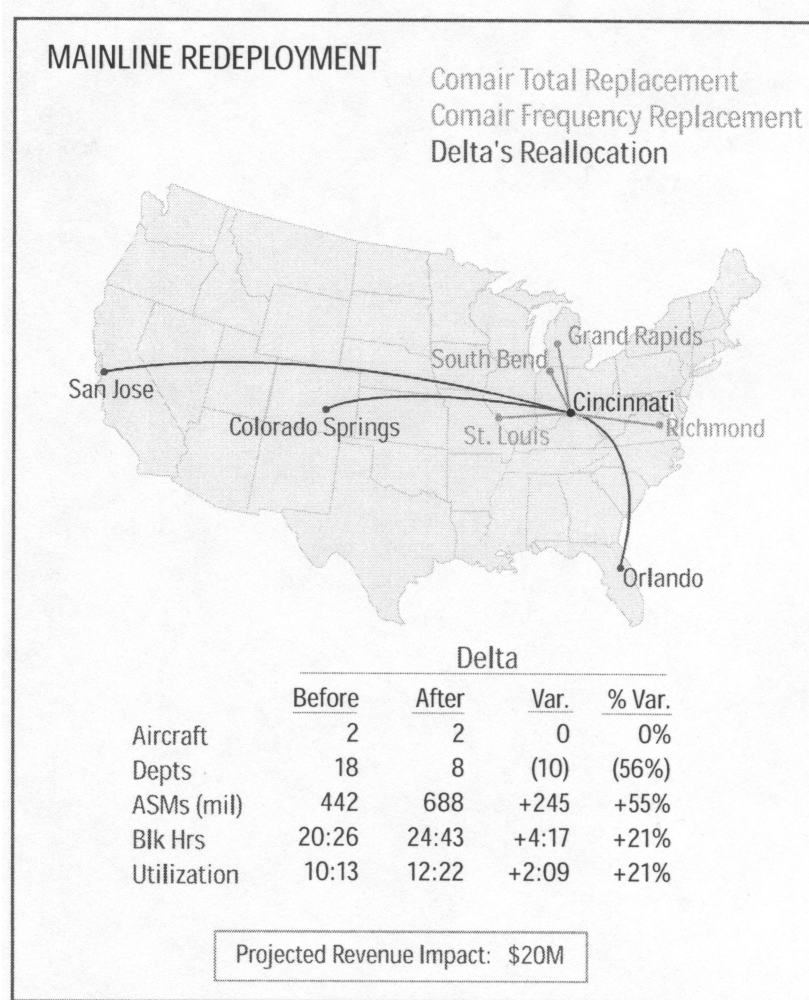 MAINLINE REDEPLOYMENT
Comair Total Replacement
Comair Frequency Replacement
Delta's Reallocation
Grand Rapids
South Bend
San Jose
Cincinnati
Colorado Springs
St. Louis
Richmond
Orlando
Delta
Before After Var. % Var.
Aircraft 2 2 0 0%
Depts 18 8 (10) (56%)
ASMs (mil) 442 688 +245 +55%
Blk Hrs 20:26 24:43 +4:17 +21%
Utilization 10:13 12:22 +2:09 +21%
Projected Revenue Impact: $20M